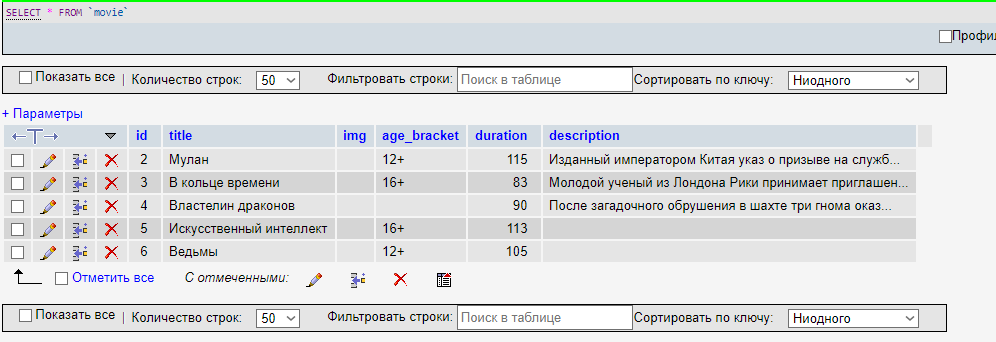 SELECT * FROM `movie`
Профил
Показать все | Количество строк: 50 Фильтровать строки: Поиск в таблице Сортировать по ключу: Ниодного
+ Параметры
←T→ id title img age_bracket duration description
2 Мулан 12+ 115 Изданный императором Китая указ о призыве на служб...
3 В кольце времени 16+ 83 Молодой ученый из Лондона Рики принимает приглашен...
4 Властелин драконов 90 После загадочного обрушения в шахте три гнома оказ...
5 Искусственный интеллект 16+ 113
6 Ведьмы 12+ 105
Отметить все С отмеченными:
Показать все | Количество строк: 50 Фильтровать строки: Поиск в таблице Сортировать по ключу: Ниодного